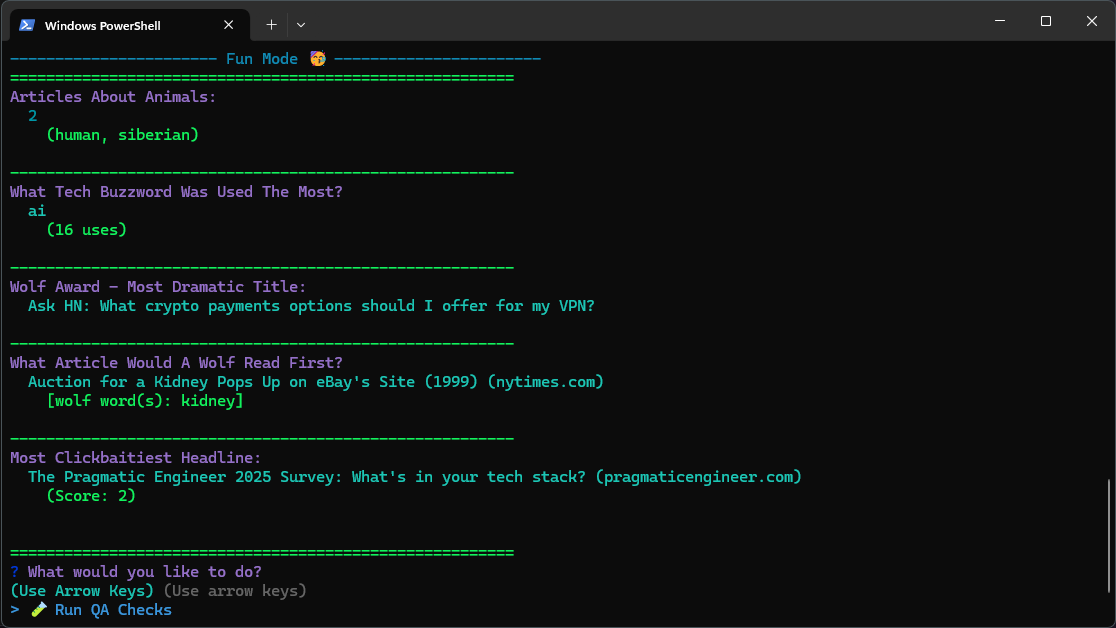 Windows PowerShell
----------------------- Fun Mode 🥳 -----------------------
========================================================
Articles About Animals:
2
(human, siberian)
--------------------------------------------------------
What Tech Buzzword Was Used The Most?
ai
(16 uses)
--------------------------------------------------------
Wolf Award - Most Dramatic Title:
Ask HN: What crypto payments options should I offer for my VPN?
--------------------------------------------------------
What Article Would A Wolf Read First?
Auction for a Kidney Pops Up on eBay's Site (1999) (nytimes.com)
[wolf word(s): kidney]
--------------------------------------------------------
Most Clickbaitiest Headline:
The Pragmatic Engineer 2025 Survey: What's in your tech stack? (pragmaticengineer.com)
(Score: 2)
========================================================
? What would you like to do?
(Use Arrow Keys) (Use arrow keys)
> 🧪 Run QA Checks